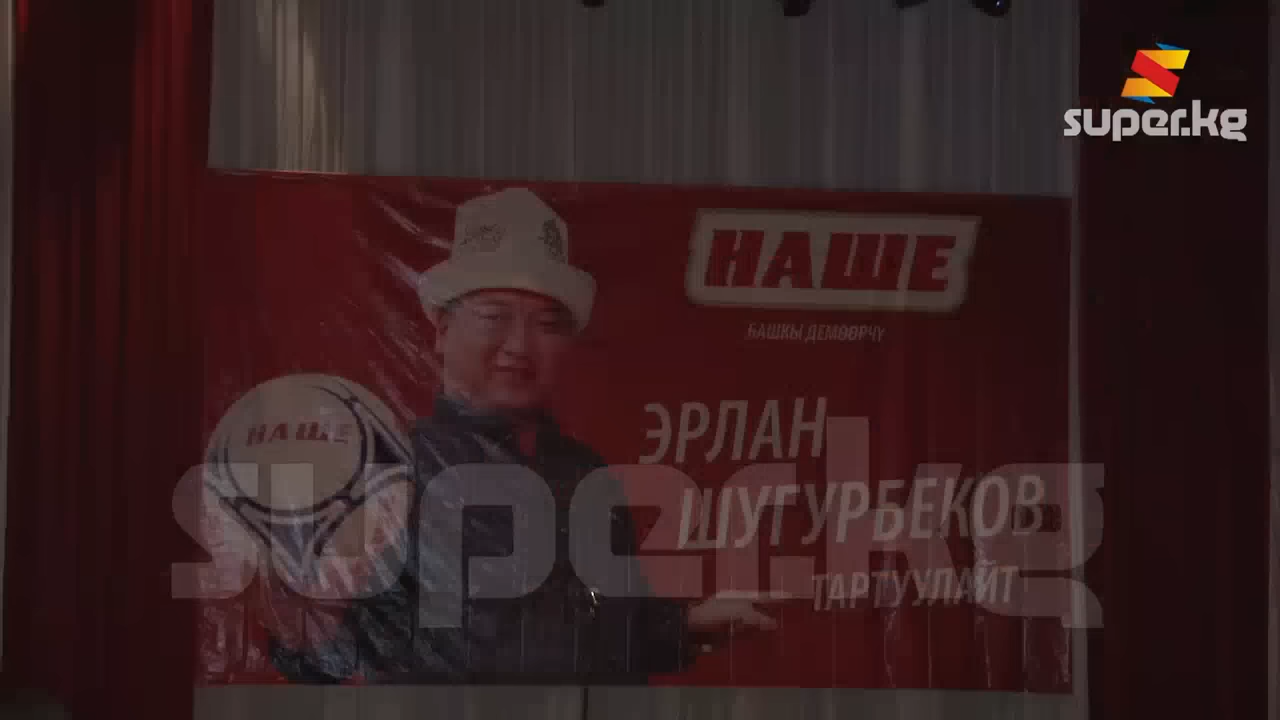 super.kg
НАШЕ
БАШКЫ ДЕМӨӨРЧҮ
НАШЕ
ЭРЛАН
ШУГУРБЕКОВ
super.kg
ТАРТУУЛАЙТ